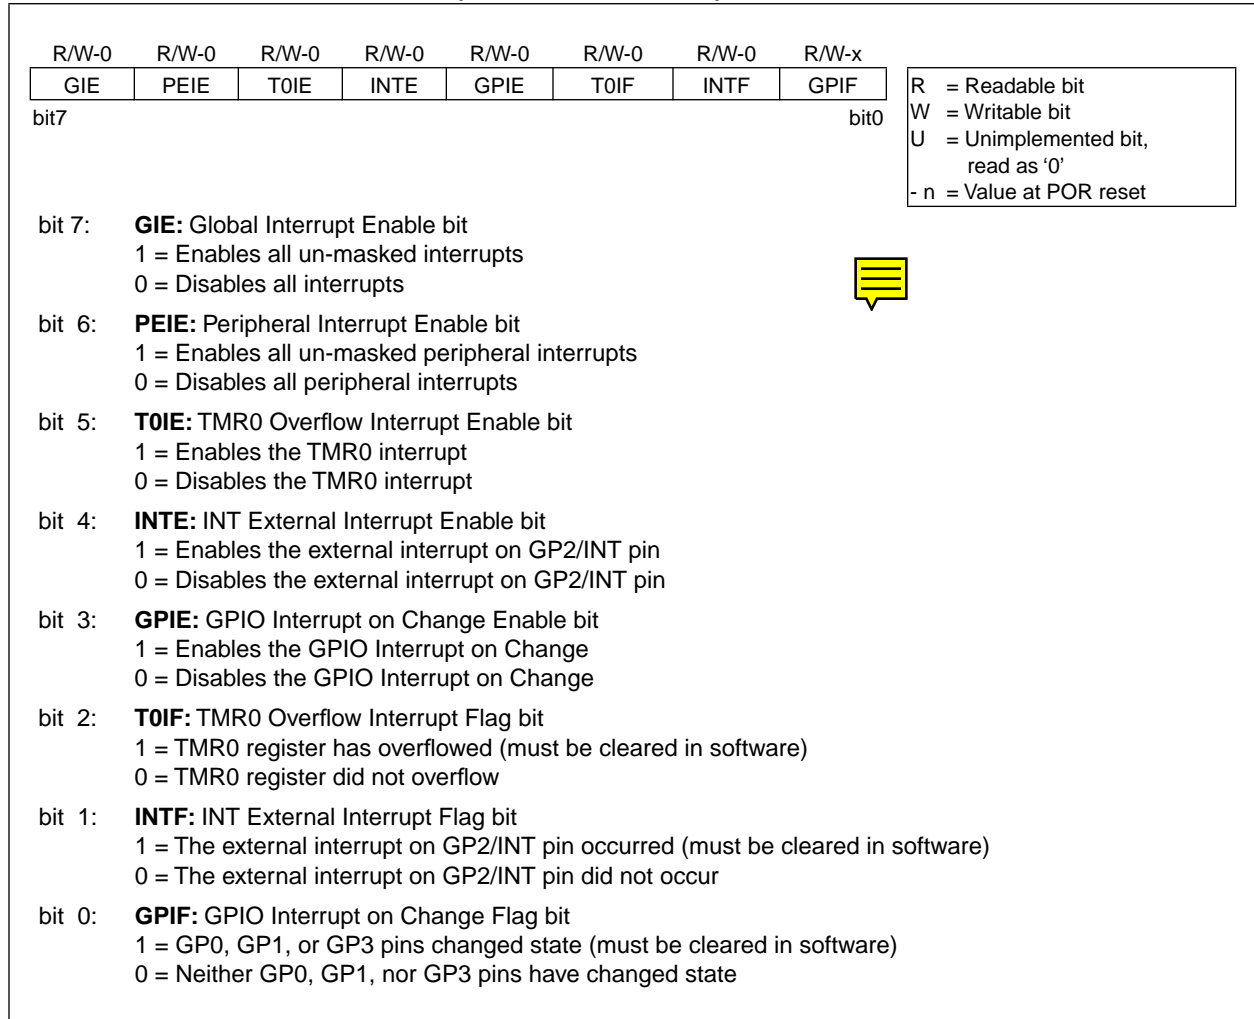 R/W-0 R/W-0 R/W-0 R/W-0 R/W-0 R/W-0 R/W-0 R/W-x
GIE PEIE T0IE INTE GPIE T0IF INTF GPIF
bit7 bit0
R = Readable bit
W = Writable bit
U = Unimplemented bit,
read as ‘0’
- n = Value at POR reset
bit 7: GIE: Global Interrupt Enable bit
1 = Enables all un-masked interrupts
0 = Disables all interrupts
bit 6: PEIE: Peripheral Interrupt Enable bit
1 = Enables all un-masked peripheral interrupts
0 = Disables all peripheral interrupts
bit 5: T0IE: TMR0 Overflow Interrupt Enable bit
1 = Enables the TMR0 interrupt
0 = Disables the TMR0 interrupt
bit 4: INTE: INT External Interrupt Enable bit
1 = Enables the external interrupt on GP2/INT pin
0 = Disables the external interrupt on GP2/INT pin
bit 3: GPIE: GPIO Interrupt on Change Enable bit
1 = Enables the GPIO Interrupt on Change
0 = Disables the GPIO Interrupt on Change
bit 2: T0IF: TMR0 Overflow Interrupt Flag bit
1 = TMR0 register has overflowed (must be cleared in software)
0 = TMR0 register did not overflow
bit 1: INTF: INT External Interrupt Flag bit
1 = The external interrupt on GP2/INT pin occurred (must be cleared in software)
0 = The external interrupt on GP2/INT pin did not occur
bit 0: GPIF: GPIO Interrupt on Change Flag bit
1 = GP0, GP1, or GP3 pins changed state (must be cleared in software)
0 = Neither GP0, GP1, nor GP3 pins have changed state